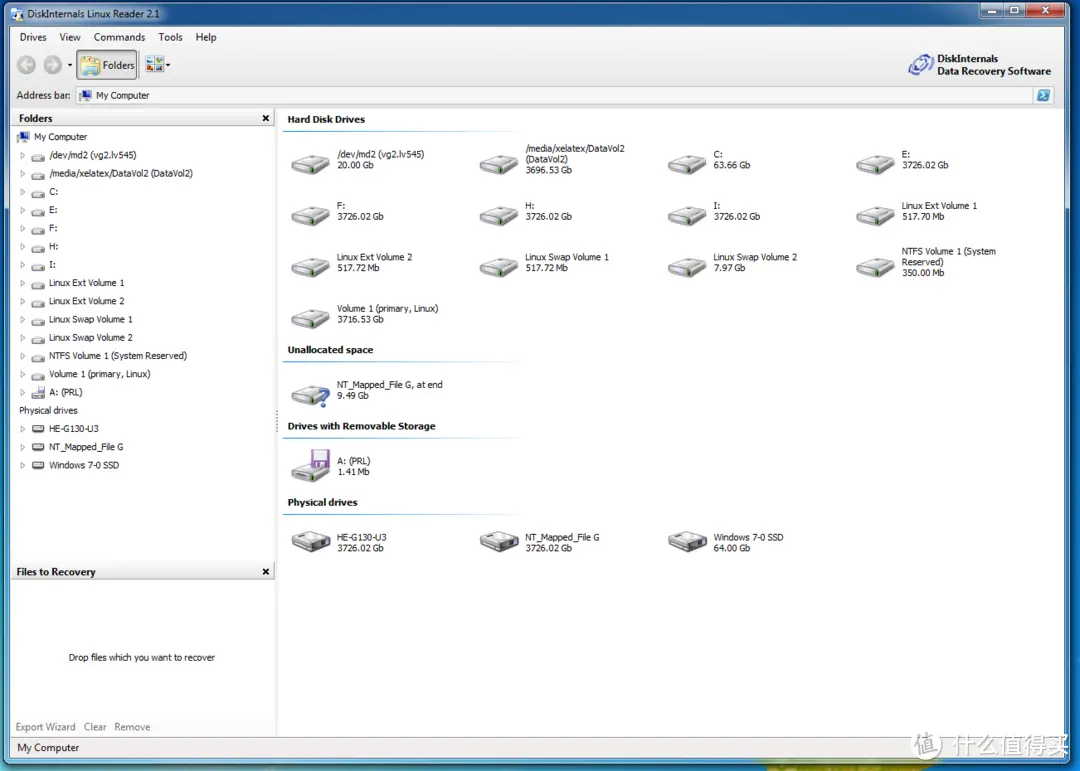 DiskInternals Linux Reader 2.1
Drives View Commands Tools Help
Folders
DiskInternals
Data Recovery Software
Address bar: My Computer
Folders
My Computer
/dev/md2 (vg2.lv545)
/media/xelatex/DataVol2 (DataVol2)
C:
E:
F:
H:
I:
Linux Ext Volume 1
Linux Ext Volume 2
Linux Swap Volume 1
Linux Swap Volume 2
NTFS Volume 1 (System Reserved)
Volume 1 (primary, Linux)
A: (PRL)
Physical drives
HE-G130-U3
NT_Mapped_File G
Windows 7-0 SSD
Files to Recovery
Drop files which you want to recover
Export Wizard Clear Remove
My Computer
Hard Disk Drives
/dev/md2 (vg2.lv545)
20.00 Gb
/media/xelatex/DataVol2
(DataVol2)
3696.53 Gb
C:
63.66 Gb
E:
3726.02 Gb
F:
3726.02 Gb
H:
3726.02 Gb
I:
3726.02 Gb
Linux Ext Volume 1
517.70 Mb
Linux Ext Volume 2
517.72 Mb
Linux Swap Volume 1
517.72 Mb
Linux Swap Volume 2
7.97 Gb
NTFS Volume 1 (System
Reserved)
350.00 Mb
Volume 1 (primary, Linux)
3716.53 Gb
Unallocated space
NT_Mapped_File G, at end
9.49 Gb
Drives with Removable Storage
A: (PRL)
1.41 Mb
Physical drives
HE-G130-U3
3726.02 Gb
NT_Mapped_File G
3726.02 Gb
Windows 7-0 SSD
64.00 Gb
值 什么值得买